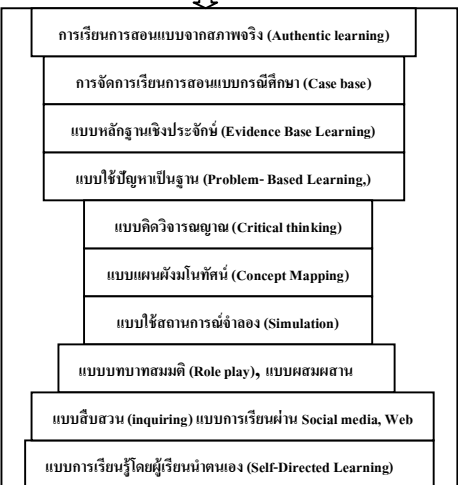 การเรียนการสอนแบบจากสภาพจริง (Authentic learning)
การจัดการเรียนการสอนแบบกรณีศึกษา (Case base)
แบบหลักฐานเชิงประจักษ์ (Evidence Base Learning)
แบบใช้ปัญหาเป็นฐาน (Problem- Based Learning,)
แบบคิดวิจารณญาณ (Critical thinking)
แบบแผนผังมโนทัศน์ (Concept Mapping)
แบบใช้สถานการณ์จำลอง (Simulation)
แบบบทบาทสมมติ (Role play), แบบผสมผสาน
แบบสืบสวน (inquiring) แบบการเรียนผ่าน Social media, Web
แบบการเรียนรู้โดยผู้เรียนนำตนเอง (Self-Directed Learning)